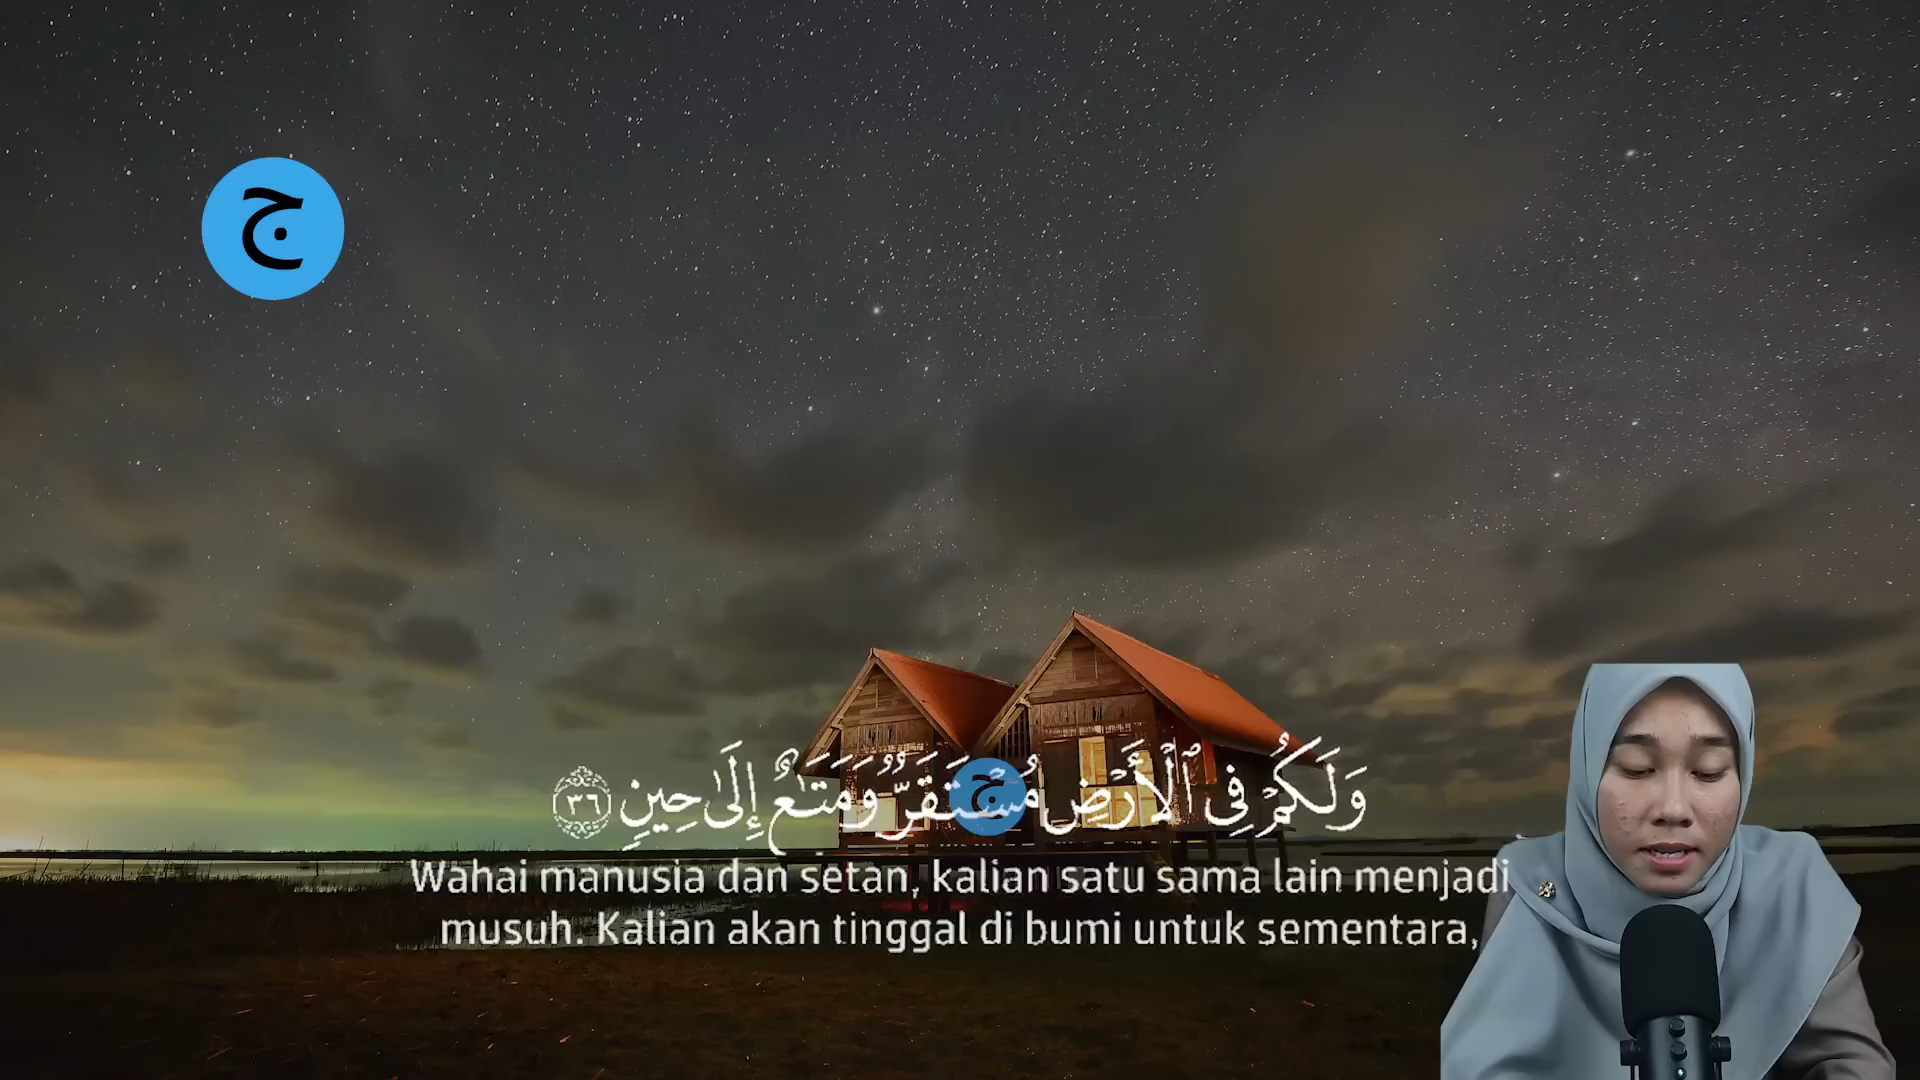 ج
وَلَكُمْ فِى ٱلْأَرْضِ مُسْتَقَرٌّ وَمَتَـٰعٌ إِلَىٰ حِينٍ ٣٦
ج
Wahai manusia dan setan, kalian satu sama lain menjadi
musuh. Kalian akan tinggal di bumi untuk sementara,